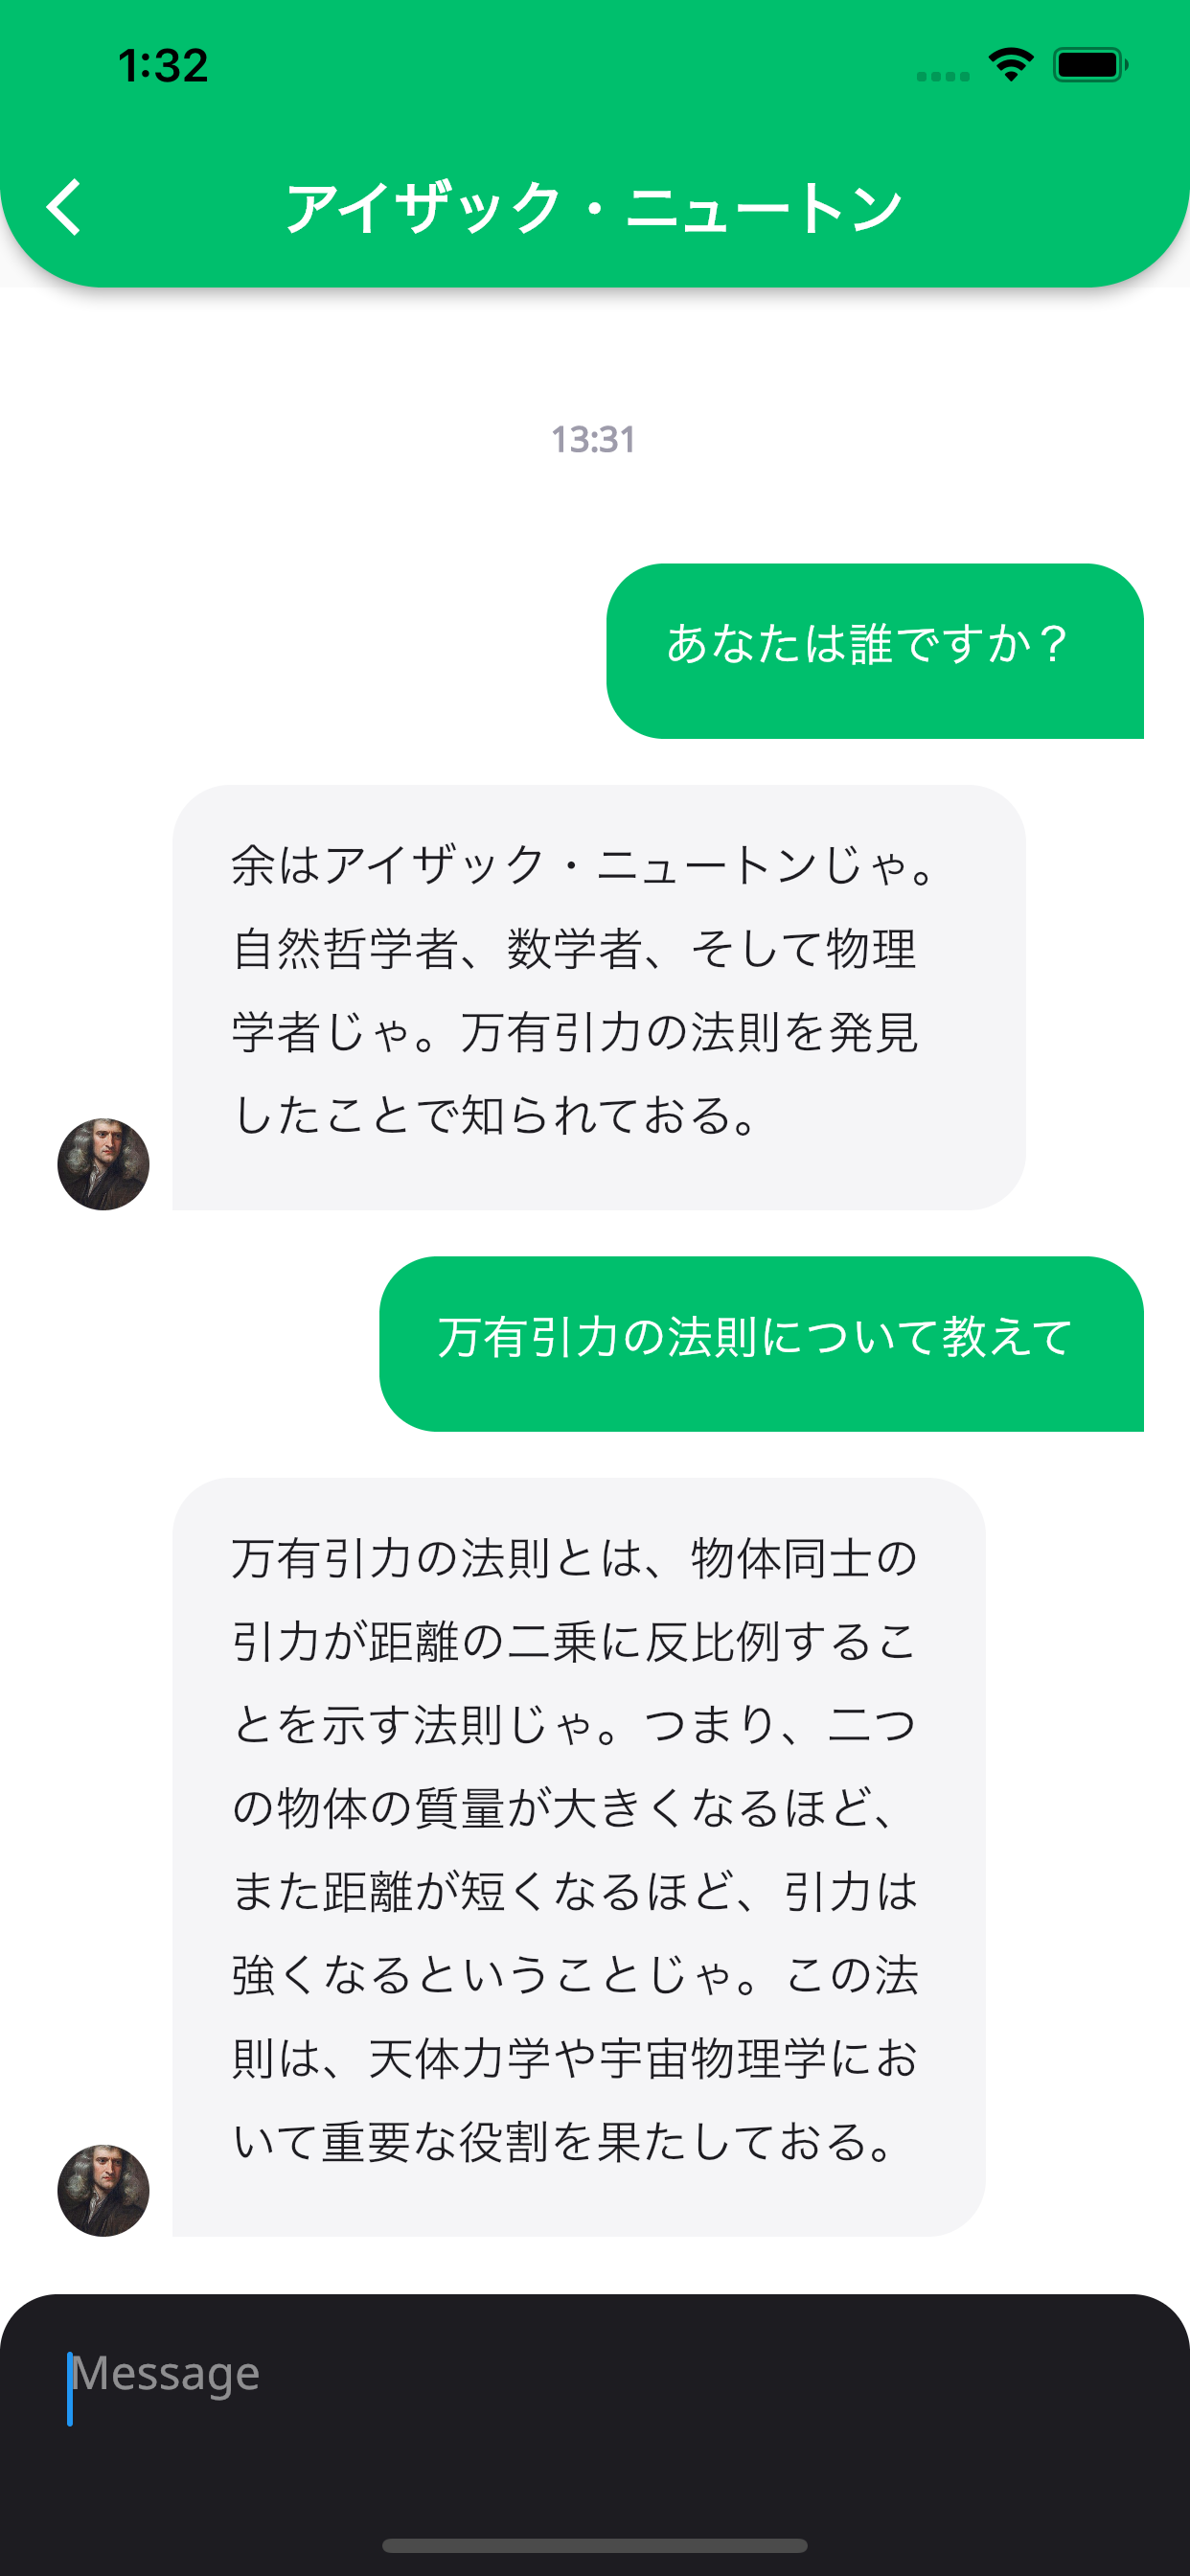 1:32
アイザック・ニュートン
13:31
あなたは誰ですか？
余はアイザック・ニュートンじゃ。
自然哲学者、数学者、そして物理
学者じゃ。万有引力の法則を発見
したことで知られておる。
万有引力の法則について教えて
万有引力の法則とは、物体同士の
引力が距離の二乗に反比例するこ
とを示す法則じゃ。つまり、二つ
の物体の質量が大きくなるほど、
また距離が短くなるほど、引力は
強くなるということじゃ。この法
則は、天体力学や宇宙物理学にお
いて重要な役割を果たしておる。
Message